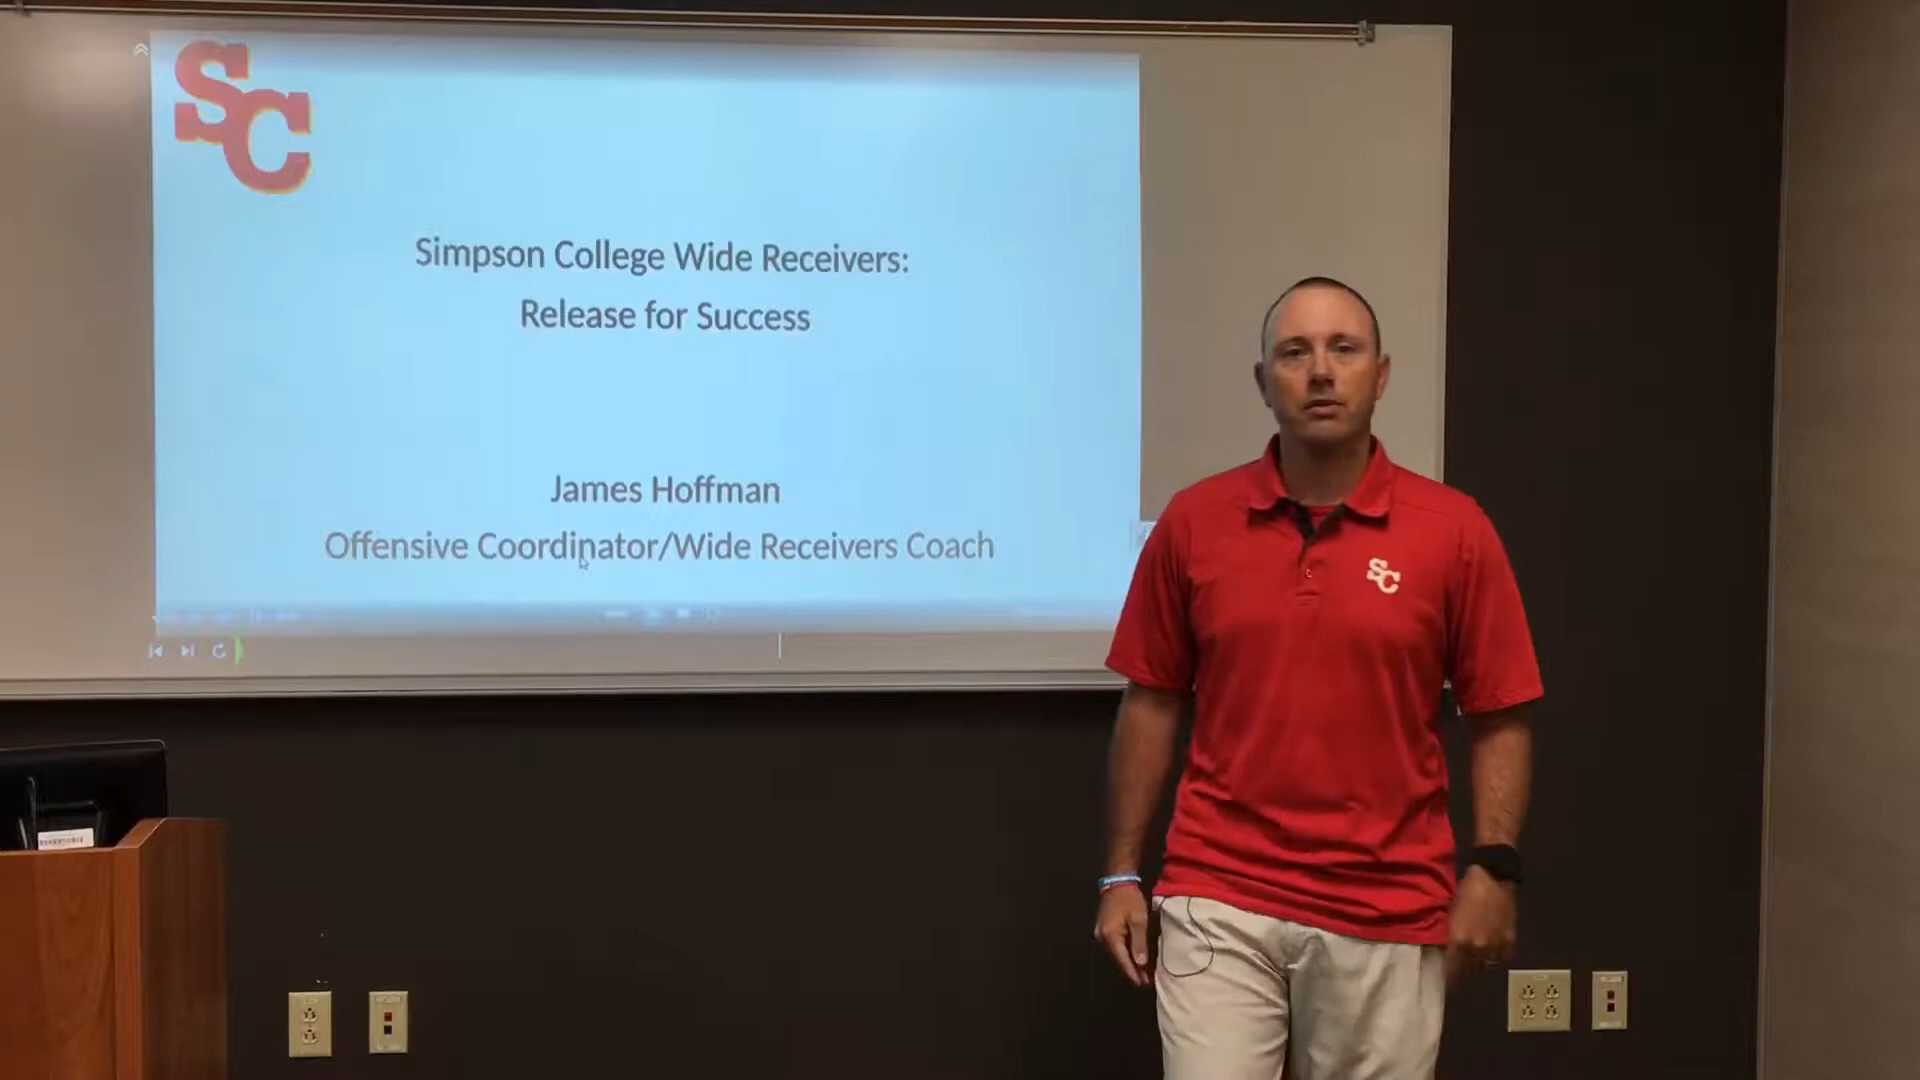 SC
Simpson College Wide Receivers:
Release for Success
James Hoffman
Offensive Coordinator/Wide Receivers Coach
SC